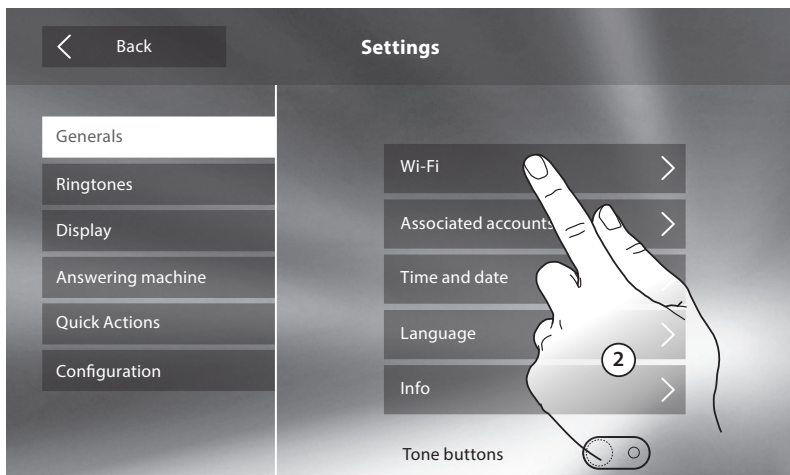 Back
Settings
Generals
Ringtones
Display
Answering machine
Quick Actions
Configuration
Wi-Fi
Associated accounts
Time and date
Language
Info
Tone buttons
2